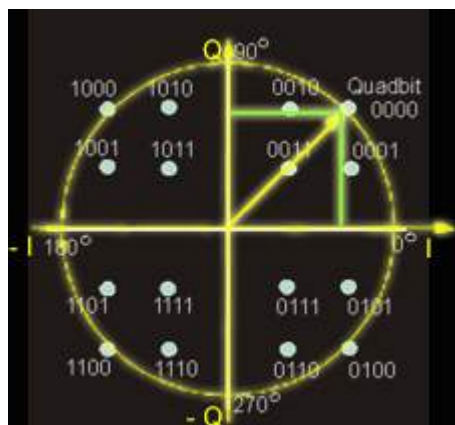 Q 90°
1000 1010 0010 Quadbit
0000
1001 1011 0011 0001
- I 180° 0° I
1101 1111 0111 0101
1100 1110 0110 0100
- Q 270°